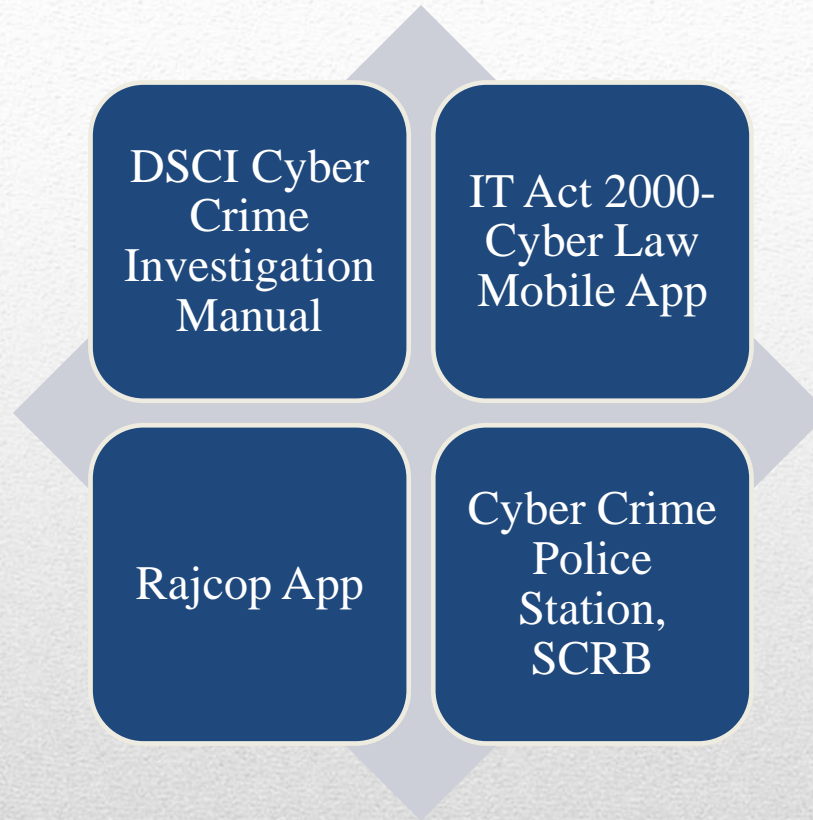 DSCI Cyber
Crime
Investigation
Manual
IT Act 2000-
Cyber Law
Mobile App
Rajcop App
Cyber Crime
Police
Station,
SCRB